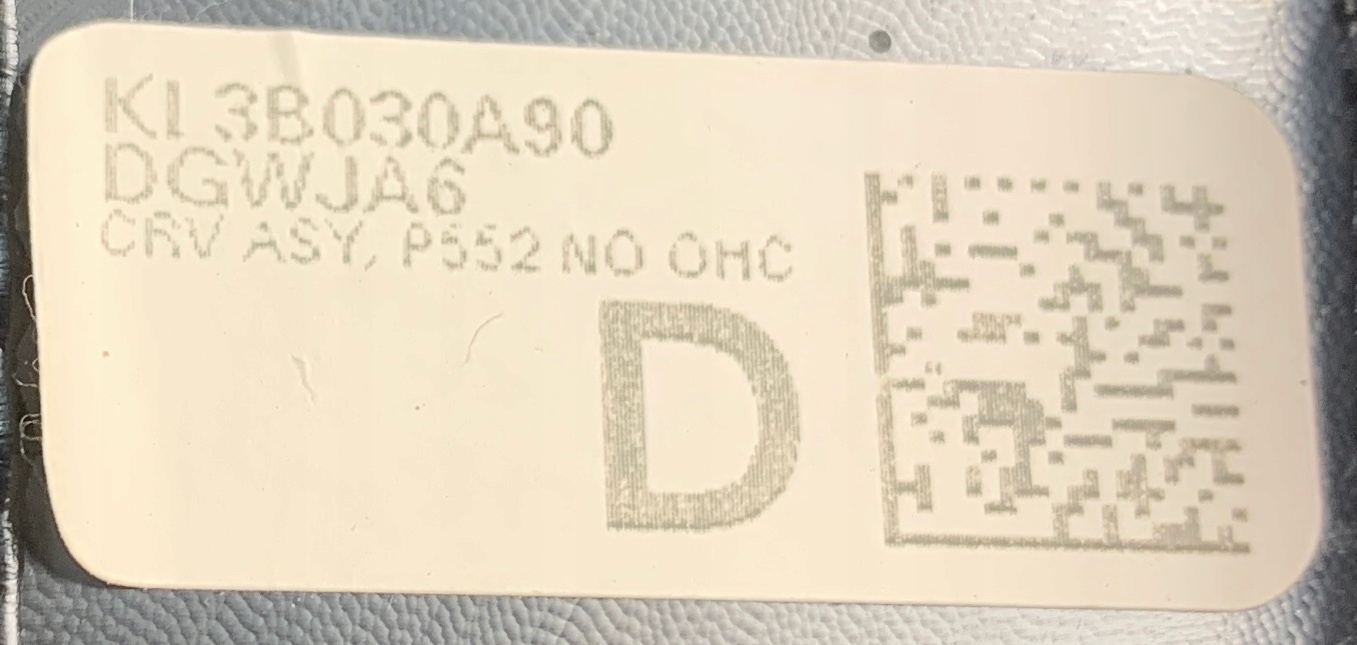 KL3B030A90
DGWJA6
CRV ASY, P552 NO OHC
D